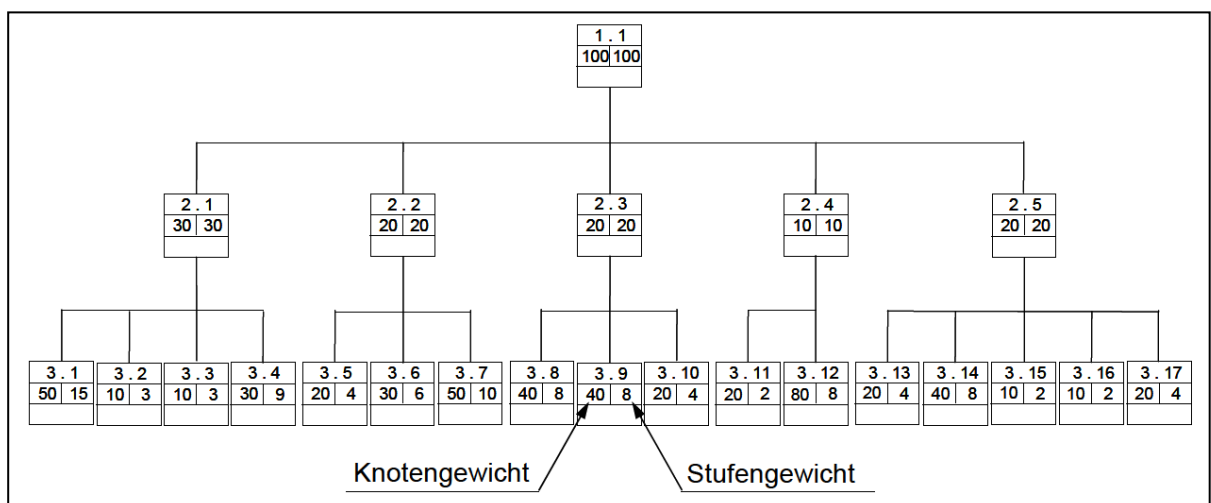 1 . 1
100 100
2 . 1 2 . 2 2 . 3 2 . 4 2 . 5
30 30 20 20 20 20 10 10 20 20
3 . 1 3 . 2 3 . 3 3 . 4 3 . 5 3 . 6 3 . 7 3 . 8 3 . 9 3 . 10 3 . 11 3 . 12 3 . 13 3 . 14 3 . 15 3 . 16 3 . 17
50 15 10 3 10 3 30 9 20 4 30 6 50 10 40 8 40 8 20 4 20 2 80 8 20 4 40 8 10 2 10 2 20 4
Knotengewicht Stufengewicht